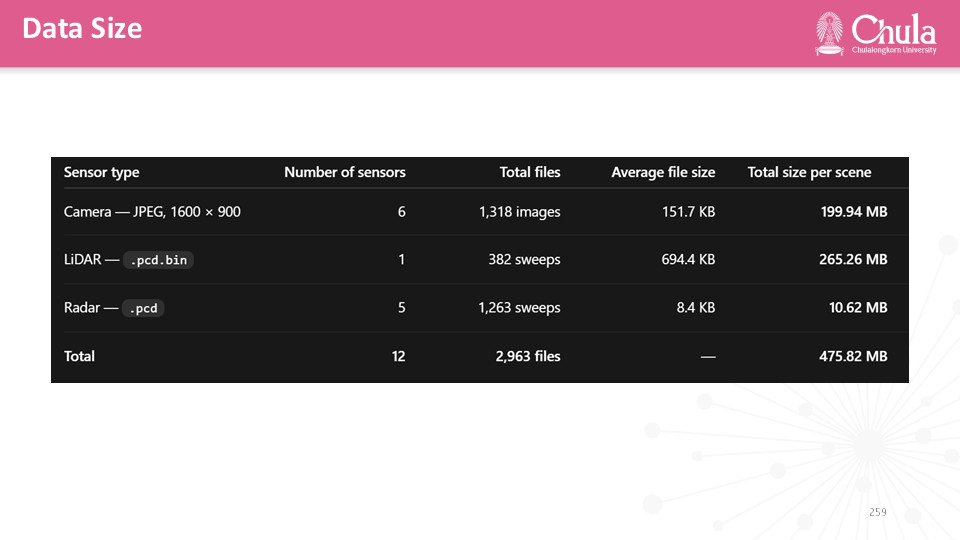 Data Size
Chula
Chulalongkorn University
Sensor type Number of sensors Total files Average file size Total size per scene
Camera — JPEG, 1600 × 900 6 1,318 images 151.7 KB 199.94 MB
LiDAR — .pcd.bin 1 382 sweeps 694.4 KB 265.26 MB
Radar — .pcd 5 1,263 sweeps 8.4 KB 10.62 MB
Total 12 2,963 files — 475.82 MB
259